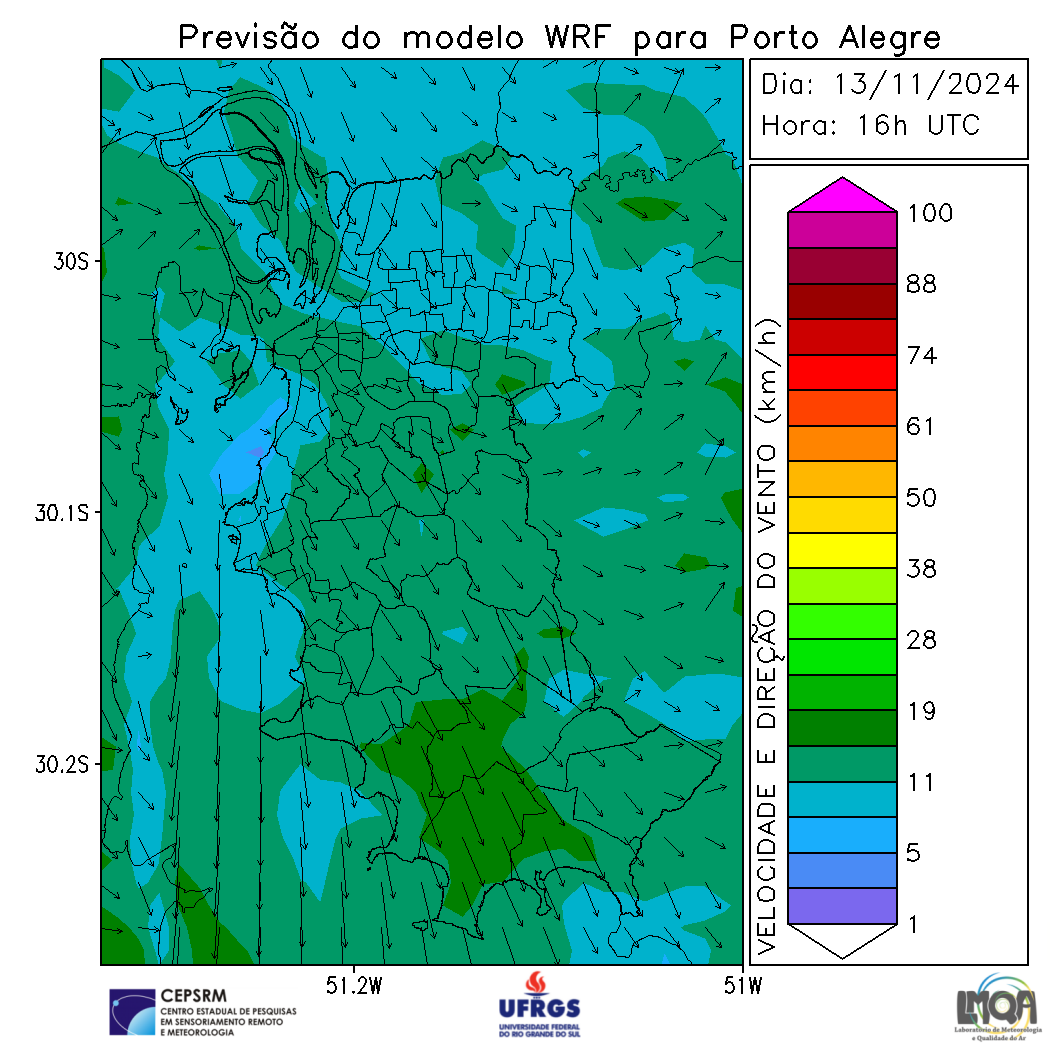 Previsão do modelo WRF para Porto Alegre
Dia: 13/11/2024
Hora: 16h UTC
30S
30.1S
30.2S
51.2W
51W
VELOCIDADE E DIREÇÃO DO VENTO (km/h)
100
88
74
61
50
38
28
19
11
5
1
CEPSRM
CENTRO ESTADUAL DE PESQUISAS
EM SENSORIAMENTO REMOTO
E METEOROLOGIA
UFRGS
UNIVERSIDADE FEDERAL
DO RIO GRANDE DO SUL
LMQA
Laboratório de Meteorologia
e Qualidade do Ar